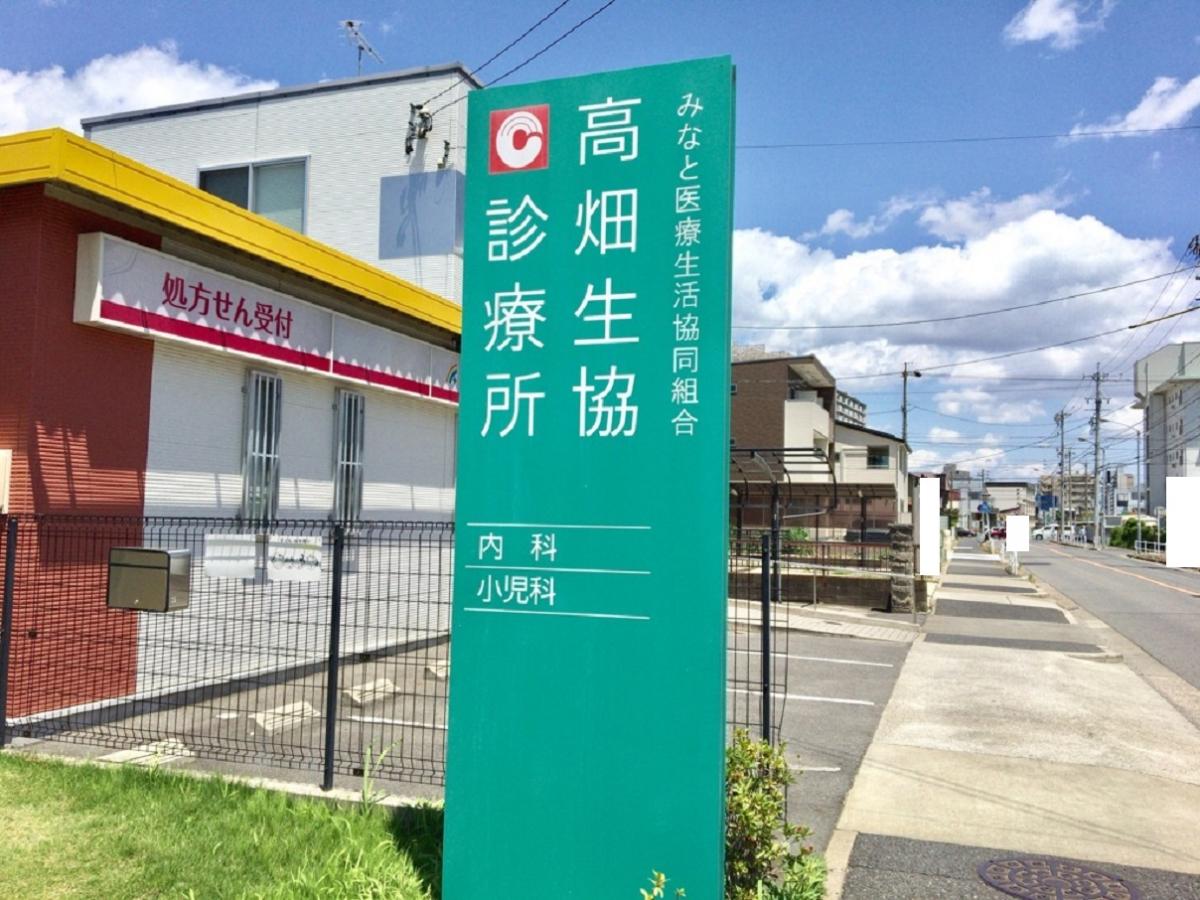 みなと医療生活協同組合
高畑生協
診療所
内 科
小児科
処方せん受付